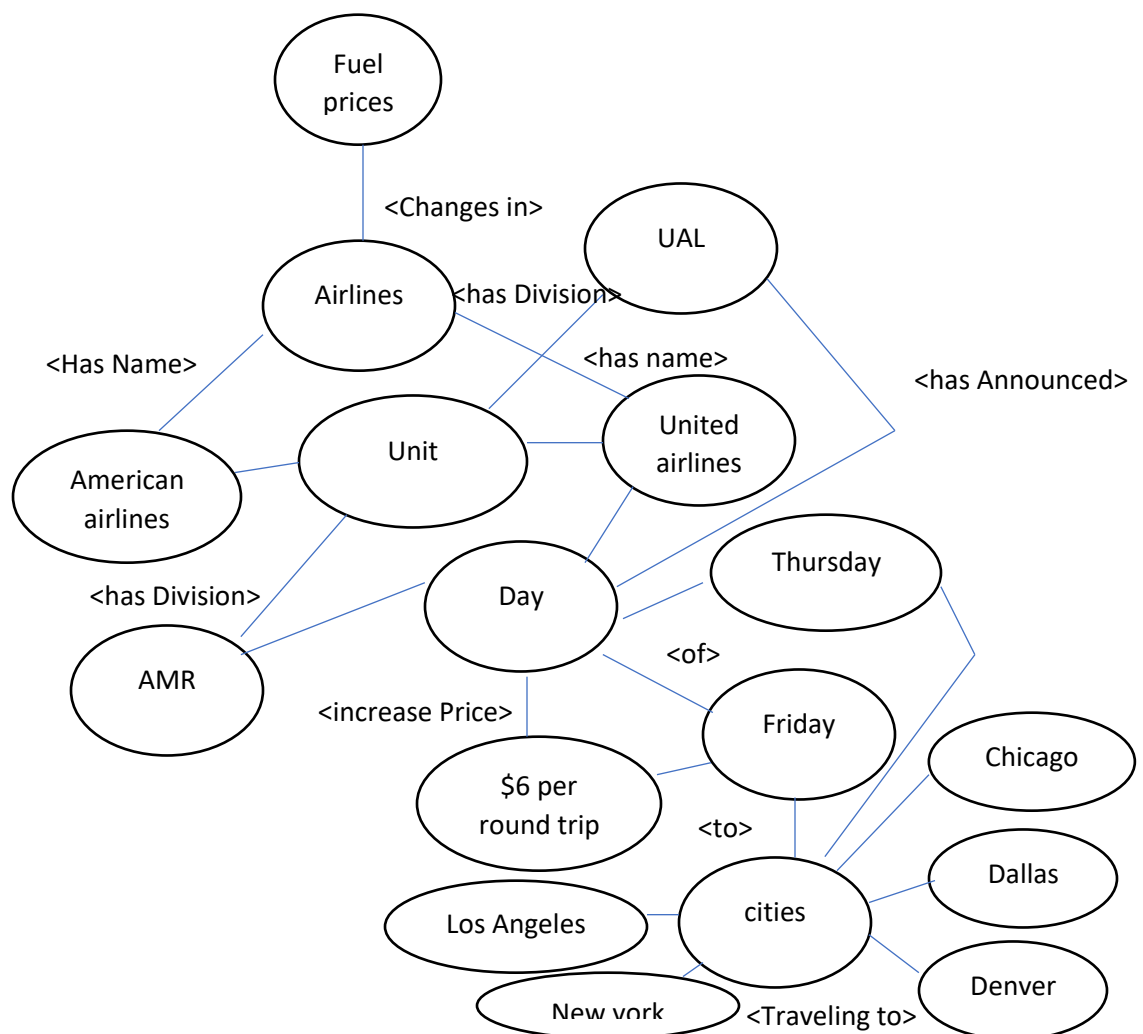 Fuel
prices
<Changes in>
UAL
Airlines
<has Division>
<Has Name>
<has name>
<has Announced>
Unit
United
airlines
American
airlines
Thursday
<has Division>
Day
<of>
AMR
<increase Price>
Friday
Chicago
$6 per
round trip
<to>
Dallas
cities
Los Angeles
Denver
New york
<Traveling to>